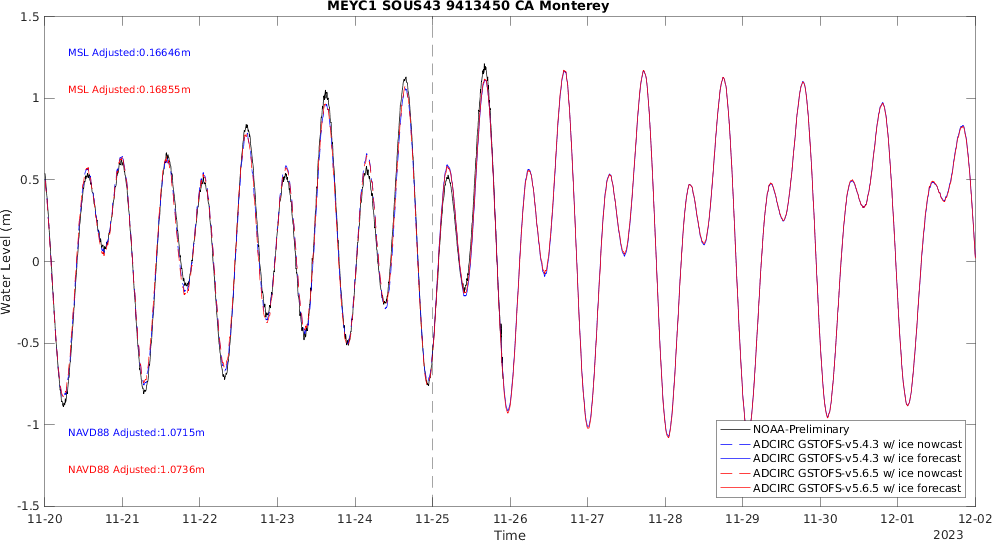 MEYC1 SOUS43 9413450 CA Monterey
1.5
1
0.5
0
-0.5
-1
-1.5
Water Level (m)
MSL Adjusted:0.16646m
MSL Adjusted:0.16855m
NAVD88 Adjusted:1.0715m
NAVD88 Adjusted:1.0736m
NOAA-Preliminary
ADCIRC GSTOFS-v5.4.3 w/ ice nowcast
ADCIRC GSTOFS-v5.4.3 w/ ice forecast
ADCIRC GSTOFS-v5.6.5 w/ ice nowcast
ADCIRC GSTOFS-v5.6.5 w/ ice forecast
11-20 11-21 11-22 11-23 11-24 11-25 11-26 11-27 11-28 11-29 11-30 12-01 12-02
Time
2023